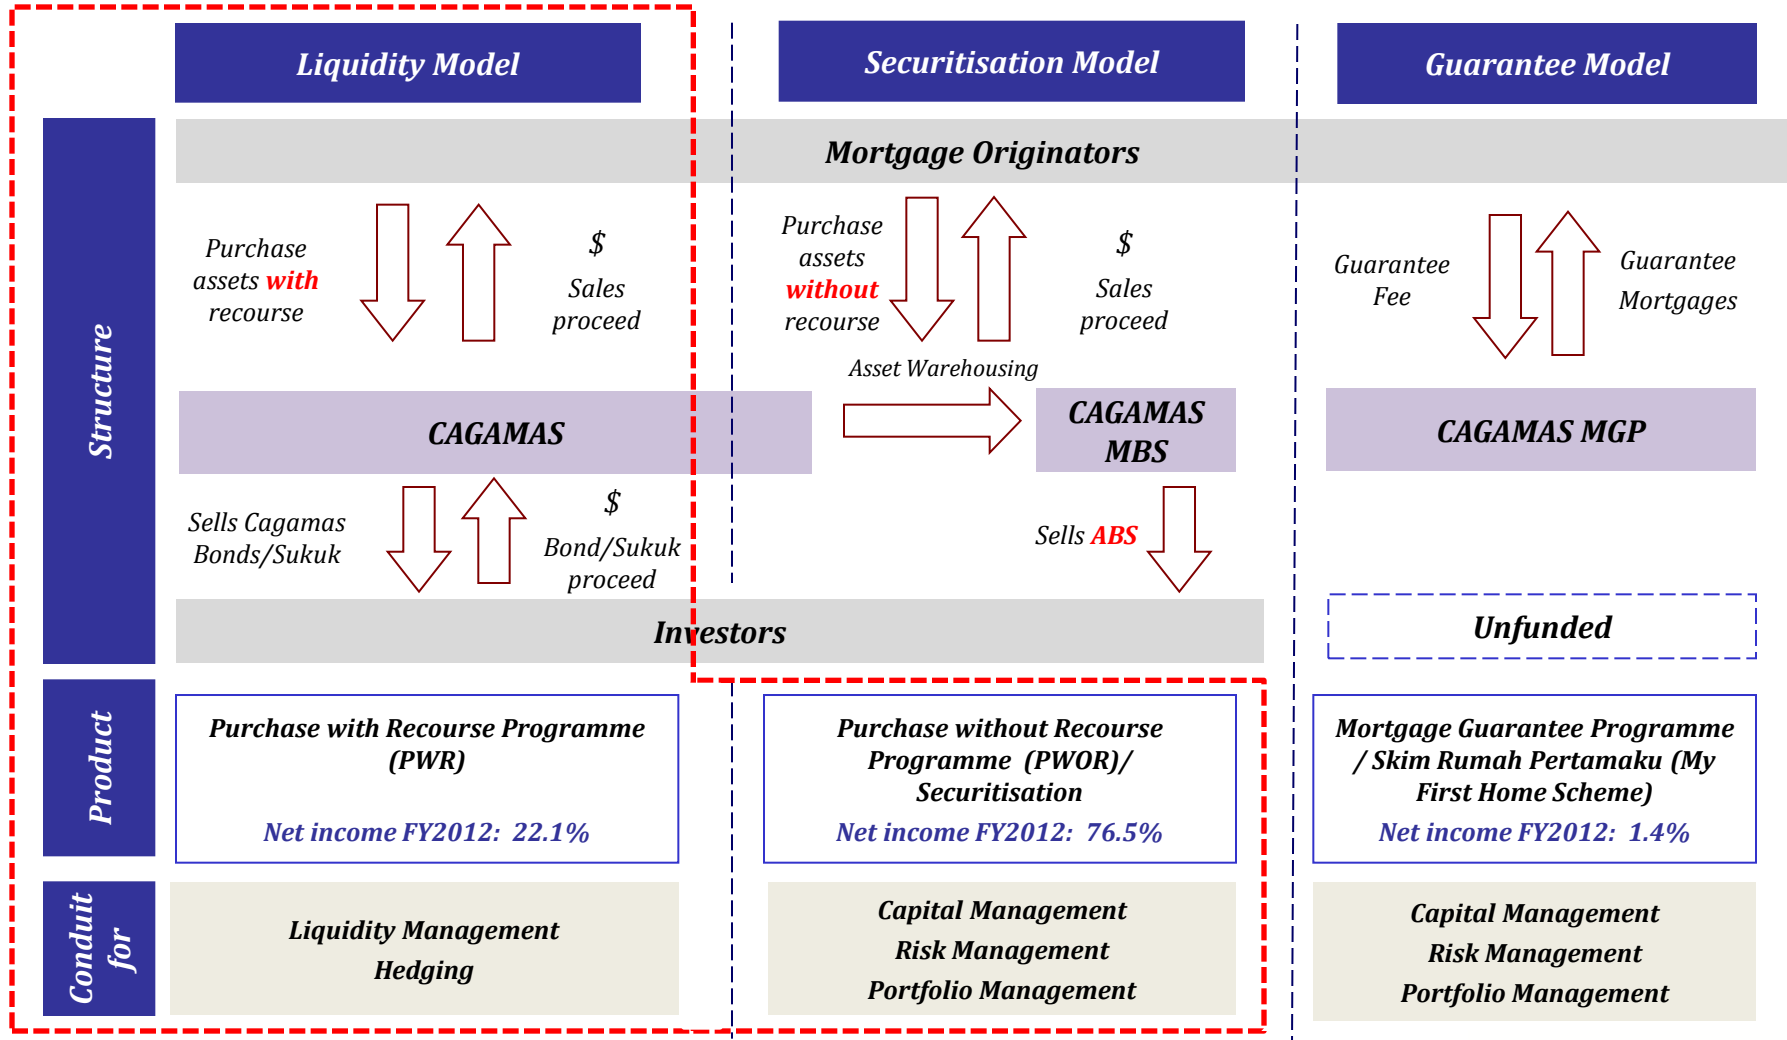 Liquidity Model
Securitisation Model
Guarantee Model
Structure
Mortgage Originators
Purchase
assets with
recourse
$
Sales
proceed
Purchase
assets
without
recourse
$
Sales
proceed
Guarantee
Fee
Guarantee
Mortgages
Asset Warehousing
CAGAMAS
CAGAMAS
MBS
CAGAMAS MGP
Sells Cagamas
Bonds/Sukuk
$
Bond/Sukuk
proceed
Sells ABS
Investors
Unfunded
Product
Purchase with Recourse Programme
(PWR)
Net income FY2012: 22.1%
Purchase without Recourse
Programme (PWOR)/
Securitisation
Net income FY2012: 76.5%
Mortgage Guarantee Programme
/ Skim Rumah Pertamaku (My
First Home Scheme)
Net income FY2012: 1.4%
Conduit
for
Liquidity Management
Hedging
Capital Management
Risk Management
Portfolio Management
Capital Management
Risk Management
Portfolio Management